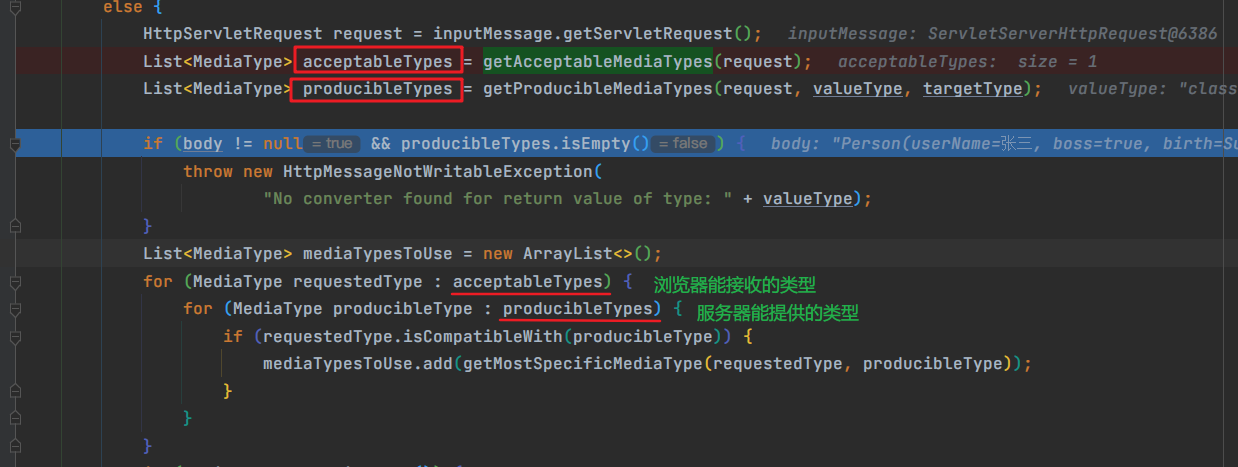 else {
HttpServletRequest request = inputMessage.getServletRequest(); inputMessage: ServletServerHttpRequest@6386
List<MediaType> acceptableTypes = getAcceptableMediaTypes(request); acceptableTypes: size = 1
List<MediaType> producibleTypes = getProducibleMediaTypes(request, valueType, targetType); valueType: "class
if (body != null = true && producibleTypes.isEmpty() = false ) { body: "Person(userName=张三, boss=true, birth=Su
throw new HttpMessageNotWritableException(
"No converter found for return value of type: " + valueType);
}
List<MediaType> mediaTypesToUse = new ArrayList<>();
for (MediaType requestedType : acceptableTypes) { 浏览器能接收的类型
for (MediaType producibleType : producibleTypes) { 服务器能提供的类型
if (requestedType.isCompatibleWith(producibleType)) {
mediaTypesToUse.add(getMostSpecificMediaType(requestedType, producibleType));
}
}
}